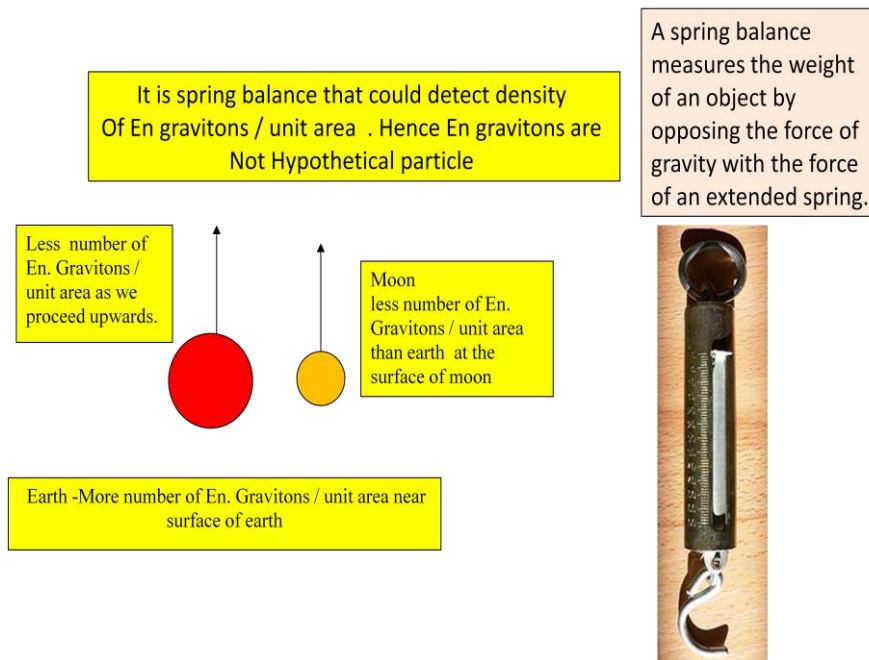 It is spring balance that could detect density
Of En gravitons / unit area . Hence En gravitons are
Not Hypothetical particle
A spring balance
measures the weight
of an object by
opposing the force of
gravity with the force
of an extended spring.
Less number of
En. Gravitons /
unit area as we
proceed upwards.
Moon
less number of En.
Gravitons / unit area
than earth at the
surface of moon
Earth -More number of En. Gravitons / unit area near
surface of earth